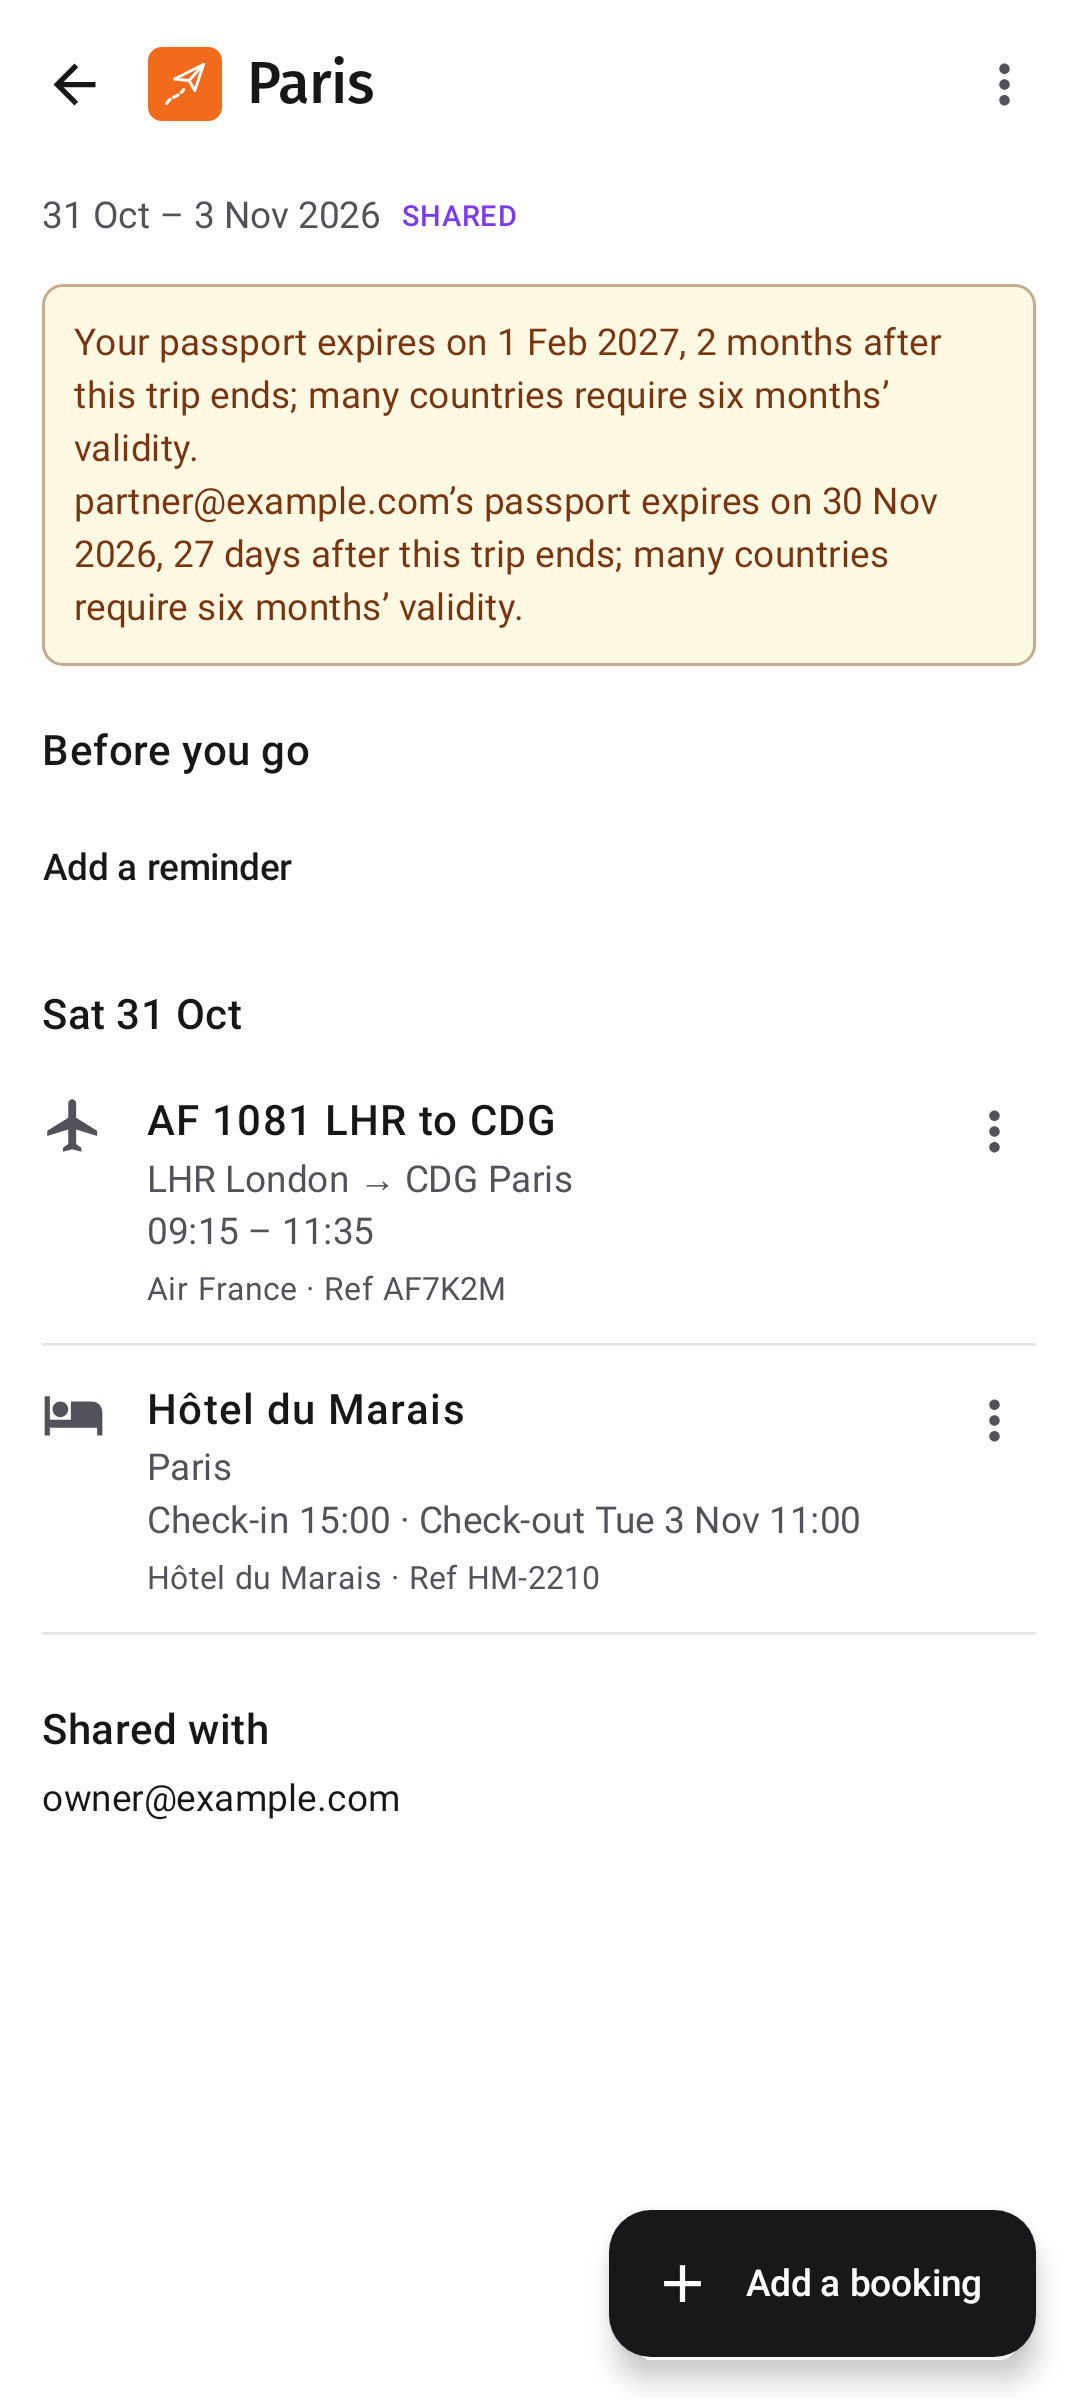 Paris
31 Oct – 3 Nov 2026 SHARED
Your passport expires on 1 Feb 2027, 2 months after
this trip ends; many countries require six months’
validity.
partner@example.com’s passport expires on 30 Nov
2026, 27 days after this trip ends; many countries
require six months’ validity.
Before you go
Add a reminder
Sat 31 Oct
AF 1081 LHR to CDG
LHR London → CDG Paris
09:15 – 11:35
Air France · Ref AF7K2M
Hôtel du Marais
Paris
Check-in 15:00 · Check-out Tue 3 Nov 11:00
Hôtel du Marais · Ref HM-2210
Shared with
owner@example.com
Add a booking